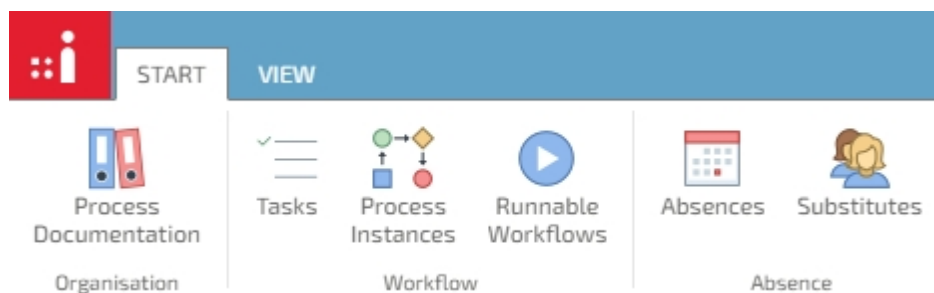 START VIEW
Process Documentation
Tasks
Process Instances
Runnable Workflows
Absences
Substitutes
Organisation
Workflow
Absence